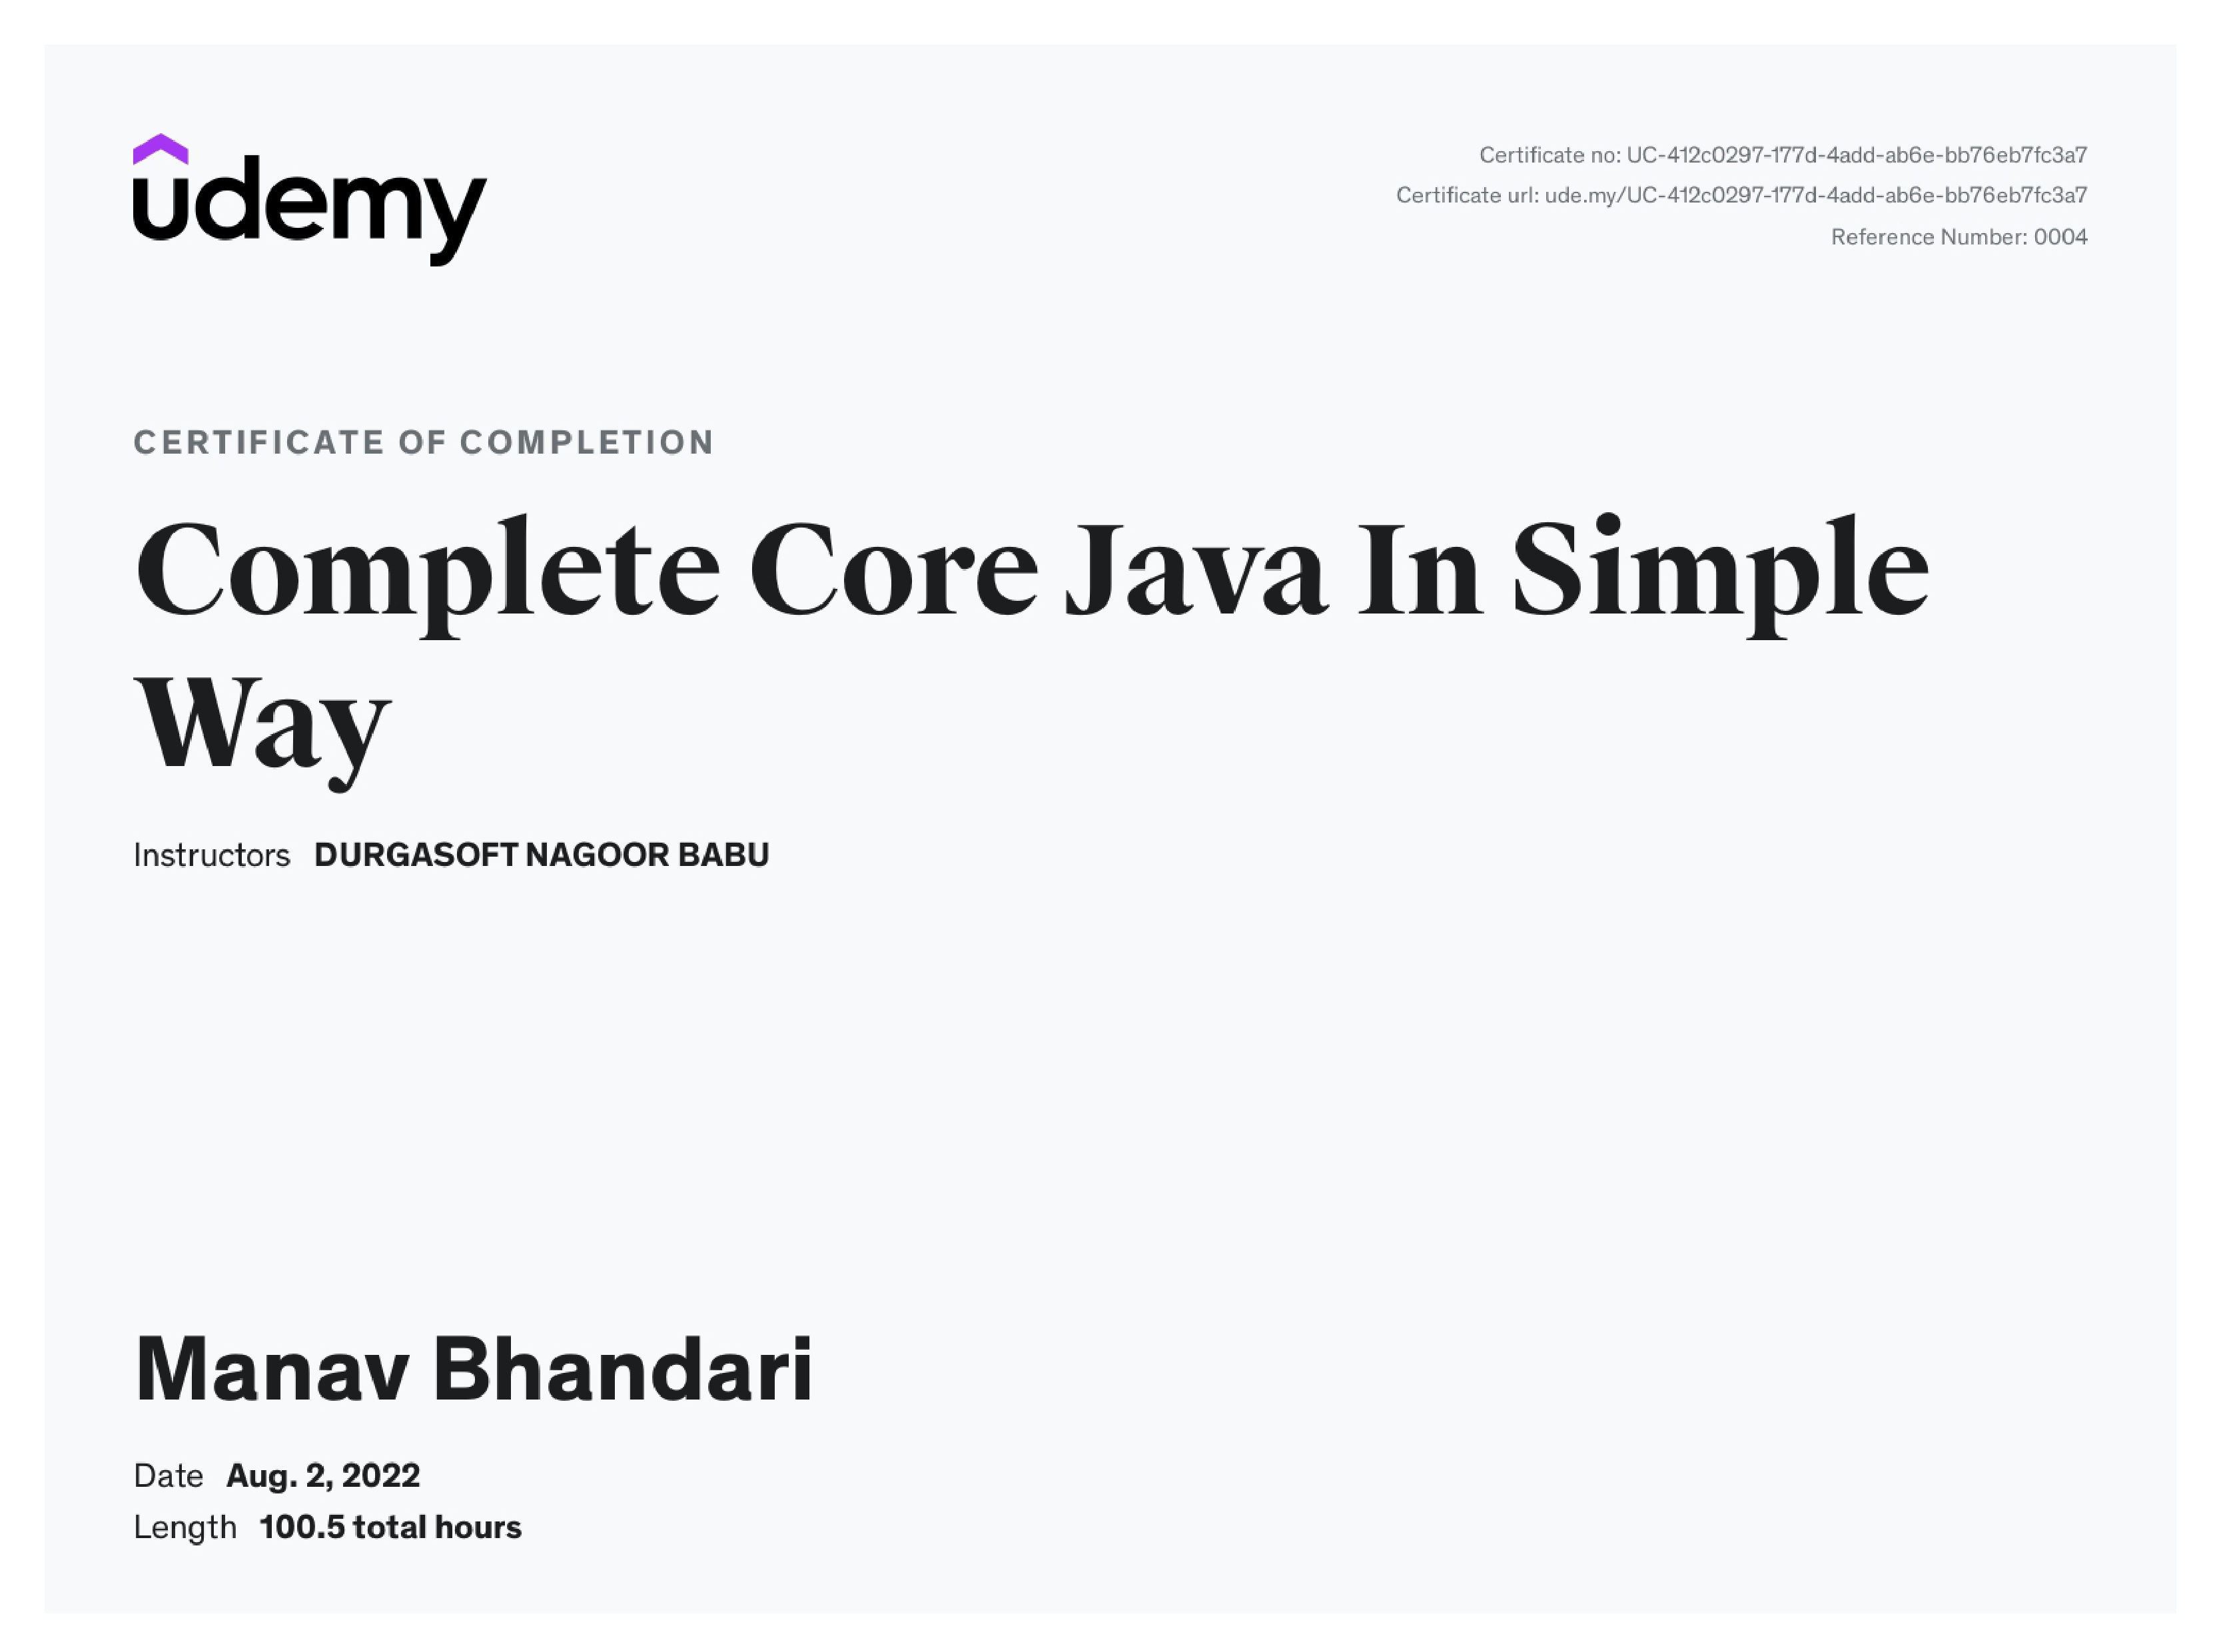 udemy
Certificate no: UC-412c0297-177d-4add-ab6e-bb76eb7fc3a7
Certificate url: ude.my/UC-412c0297-177d-4add-ab6e-bb76eb7fc3a7
Reference Number: 0004
CERTIFICATE OF COMPLETION
Complete Core Java In Simple
Way
Instructors DURGASOFT NAGOOR BABU
Manav Bhandari
Date Aug. 2, 2022
Length 100.5 total hours